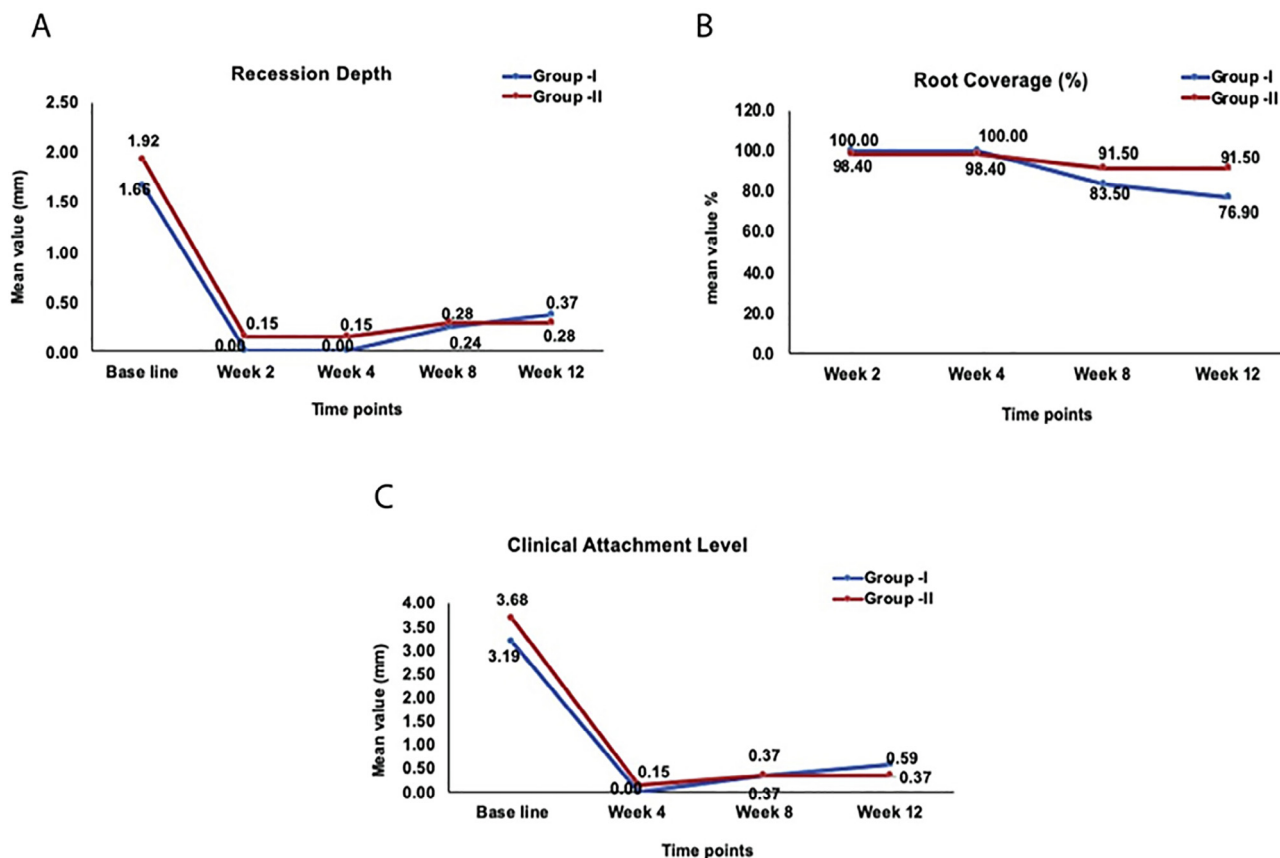 A
Recession Depth
Group -I
Group -II
2.50
2.00
1.50
1.00
0.50
0.00
Mean value (mm)
1.92
1.66
0.15
0.00
0.15
0.00
0.28
0.24
0.37
0.28
Base line Week 2 Week 4 Week 8 Week 12
Time points
B
Root Coverage (%)
Group -I
Group -II
120.0
100.0
80.0
60.0
40.0
20.0
0.0
mean value %
100.00
98.40
100.00
98.40
91.50
83.50
91.50
76.90
Week 2 Week 4 Week 8 Week 12
Time points
C
Clinical Attachment Level
Group -I
Group -II
4.00
3.50
3.00
2.50
2.00
1.50
1.00
0.50
0.00
Mean value (mm)
3.68
3.19
0.15
0.00
0.37
0.37
0.59
0.37
Base line Week 4 Week 8 Week 12
Time points